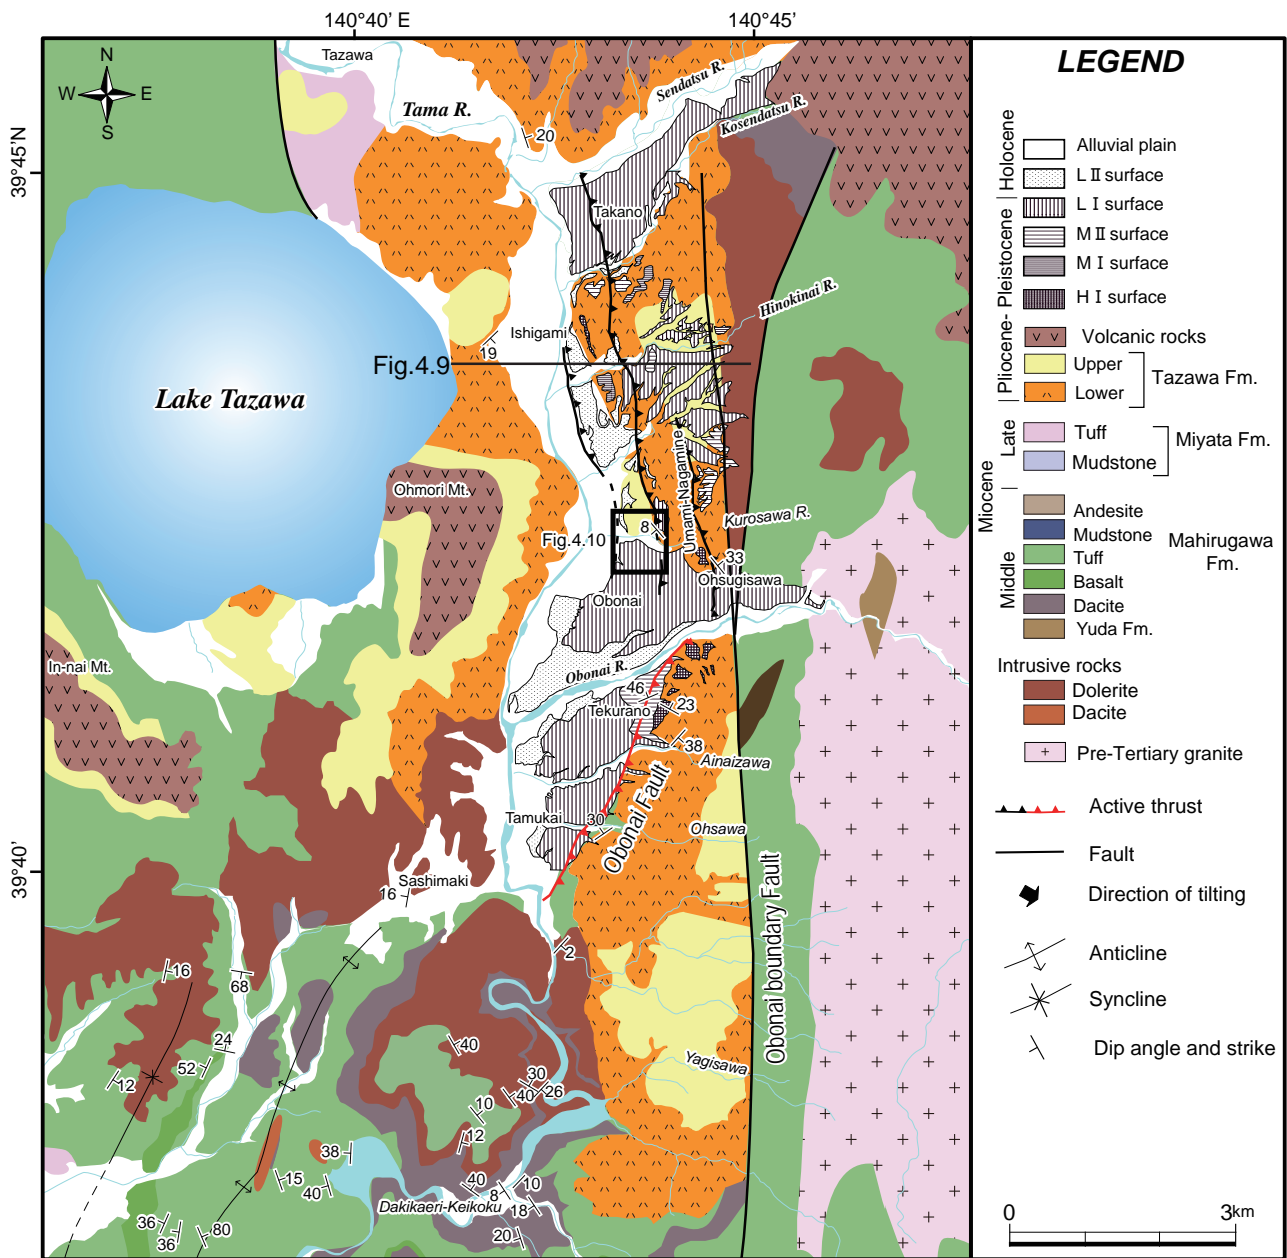 140°40' E
140°45'
39°45'N
39°40'
N
W
E
S
Tazawa
Tama R.
Sendatsu R.
Kosendatsu R.
20
Takano
Hinokinai R.
Ishigami
19
Fig.4.9
Lake Tazawa
Ohmori Mt.
Umami-Nagamine
Kurosawa R.
8
Fig.4.10
33
Ohsugisawa
Obonai
In-nai Mt.
Obonai R.
46
Tekurano
23
38
Ainaizawa
Obonai Fault
Tamukai
30
Ohsawa
Sashimaki
16
Obonai boundary Fault
2
16
68
24
52
12
40
30
40
26
10
12
Yagisawa
38
15
40
40
8
10
18
Dakikaeri-Keikoku
20
36
36
80
LEGEND
Holocene
Pleistocene
Pliocene-
Miocene
Late
Middle
Alluvial plain
L II surface
L I surface
M II surface
M I surface
H I surface
Volcanic rocks
Upper
Lower
Tazawa Fm.
Tuff
Mudstone
Miyata Fm.
Andesite
Mudstone
Tuff
Basalt
Dacite
Yuda Fm.
Mahirugawa
Fm.
Intrusive rocks
Dolerite
Dacite
Pre-Tertiary granite
Active thrust
Fault
Direction of tilting
Anticline
Syncline
Dip angle and strike
0
3km